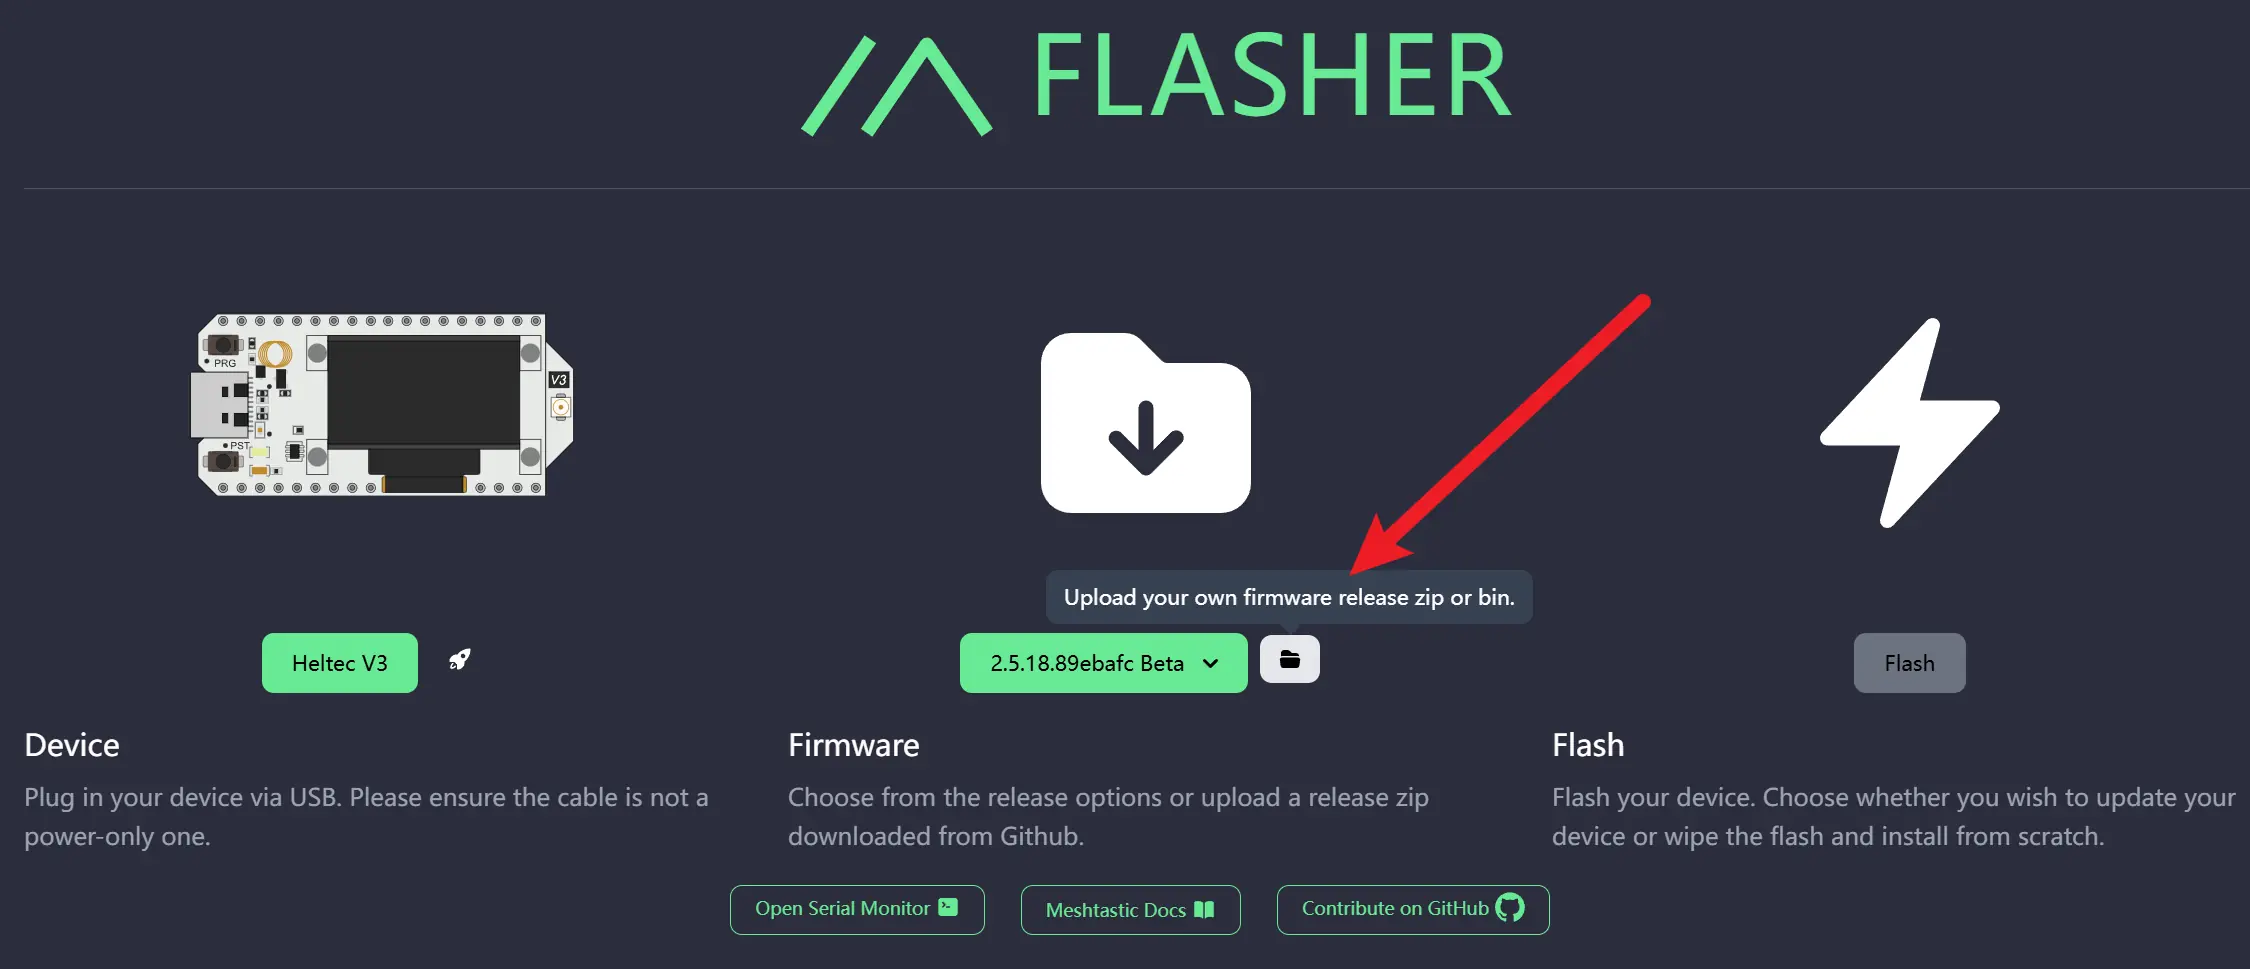 FLASHER
PRG
V3
PST
Upload your own firmware release zip or bin.
Heltec V3
2.5.18.89ebafc Beta
Flash
Device
Plug in your device via USB. Please ensure the cable is not a
power-only one.
Firmware
Choose from the release options or upload a release zip
downloaded from Github.
Flash
Flash your device. Choose whether you wish to update your
device or wipe the flash and install from scratch.
Open Serial Monitor
Meshtastic Docs
Contribute on GitHub